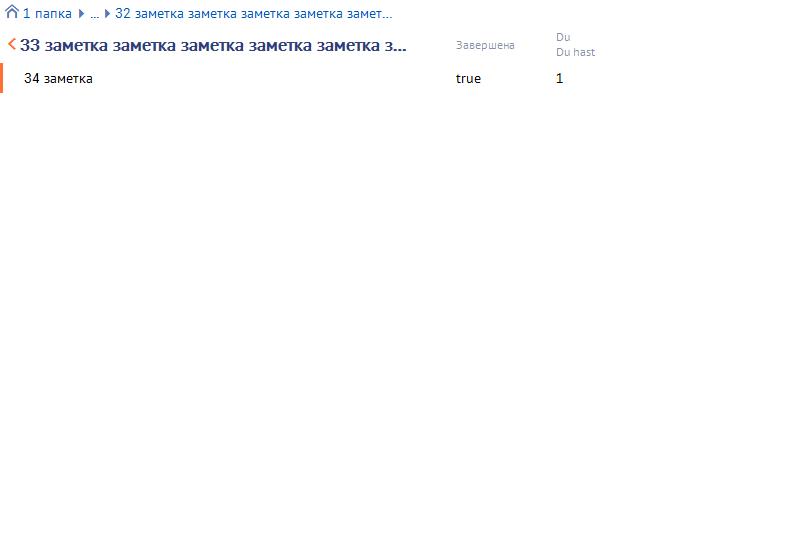 1 папка ... 32 заметка заметка заметка заметка замет...
33 заметка заметка заметка заметка заметка з...
Завершена
Du
Du hast
34 заметка true 1